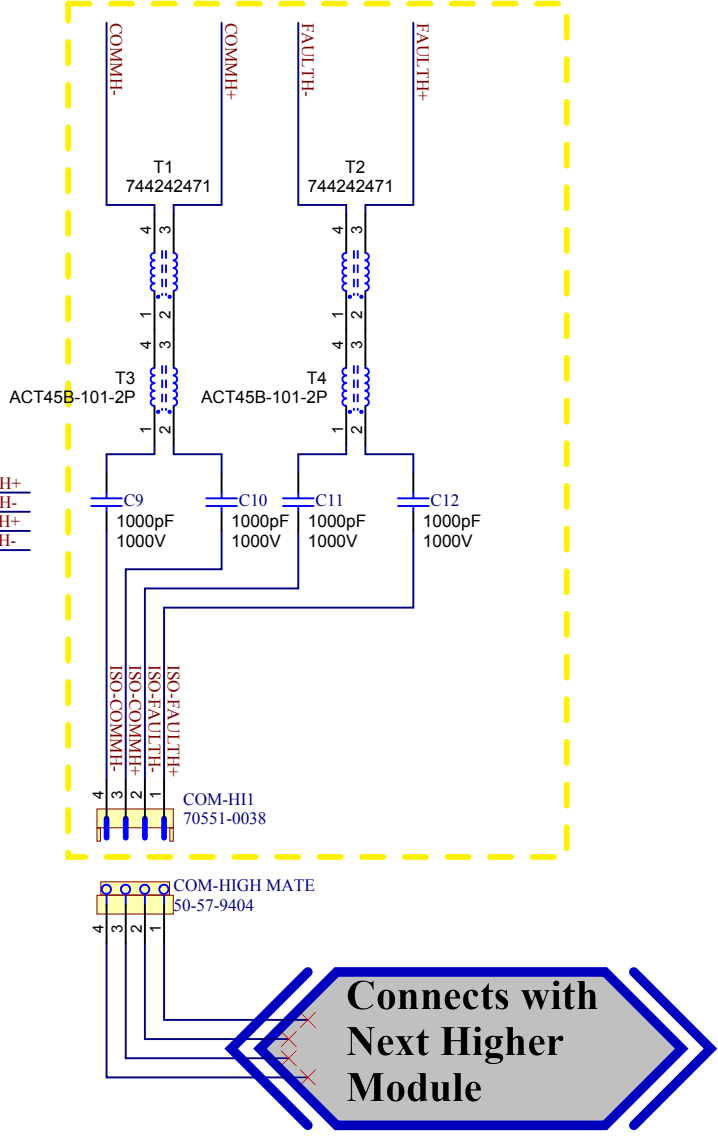 COMMH-
COMMH+
FAULTH-
FAULTH+
T1
744242471
T2
744242471
4
3
4
3
1
2
1
2
4
3
4
3
T3
ACT45B-101-2P
T4
ACT45B-101-2P
1
2
1
2
H+
H-
H+
H-
C9
1000pF
1000V
C10
1000pF
1000V
C11
1000pF
1000V
C12
1000pF
1000V
ISO-COMMH-
ISO-COMMH+
ISO-FAULTH-
ISO-FAULTH+
4
3
2
1
COM-HI1
70551-0038
COM-HIGH MATE
50-57-9404
4
3
2
1
Connects with
Next Higher
Module